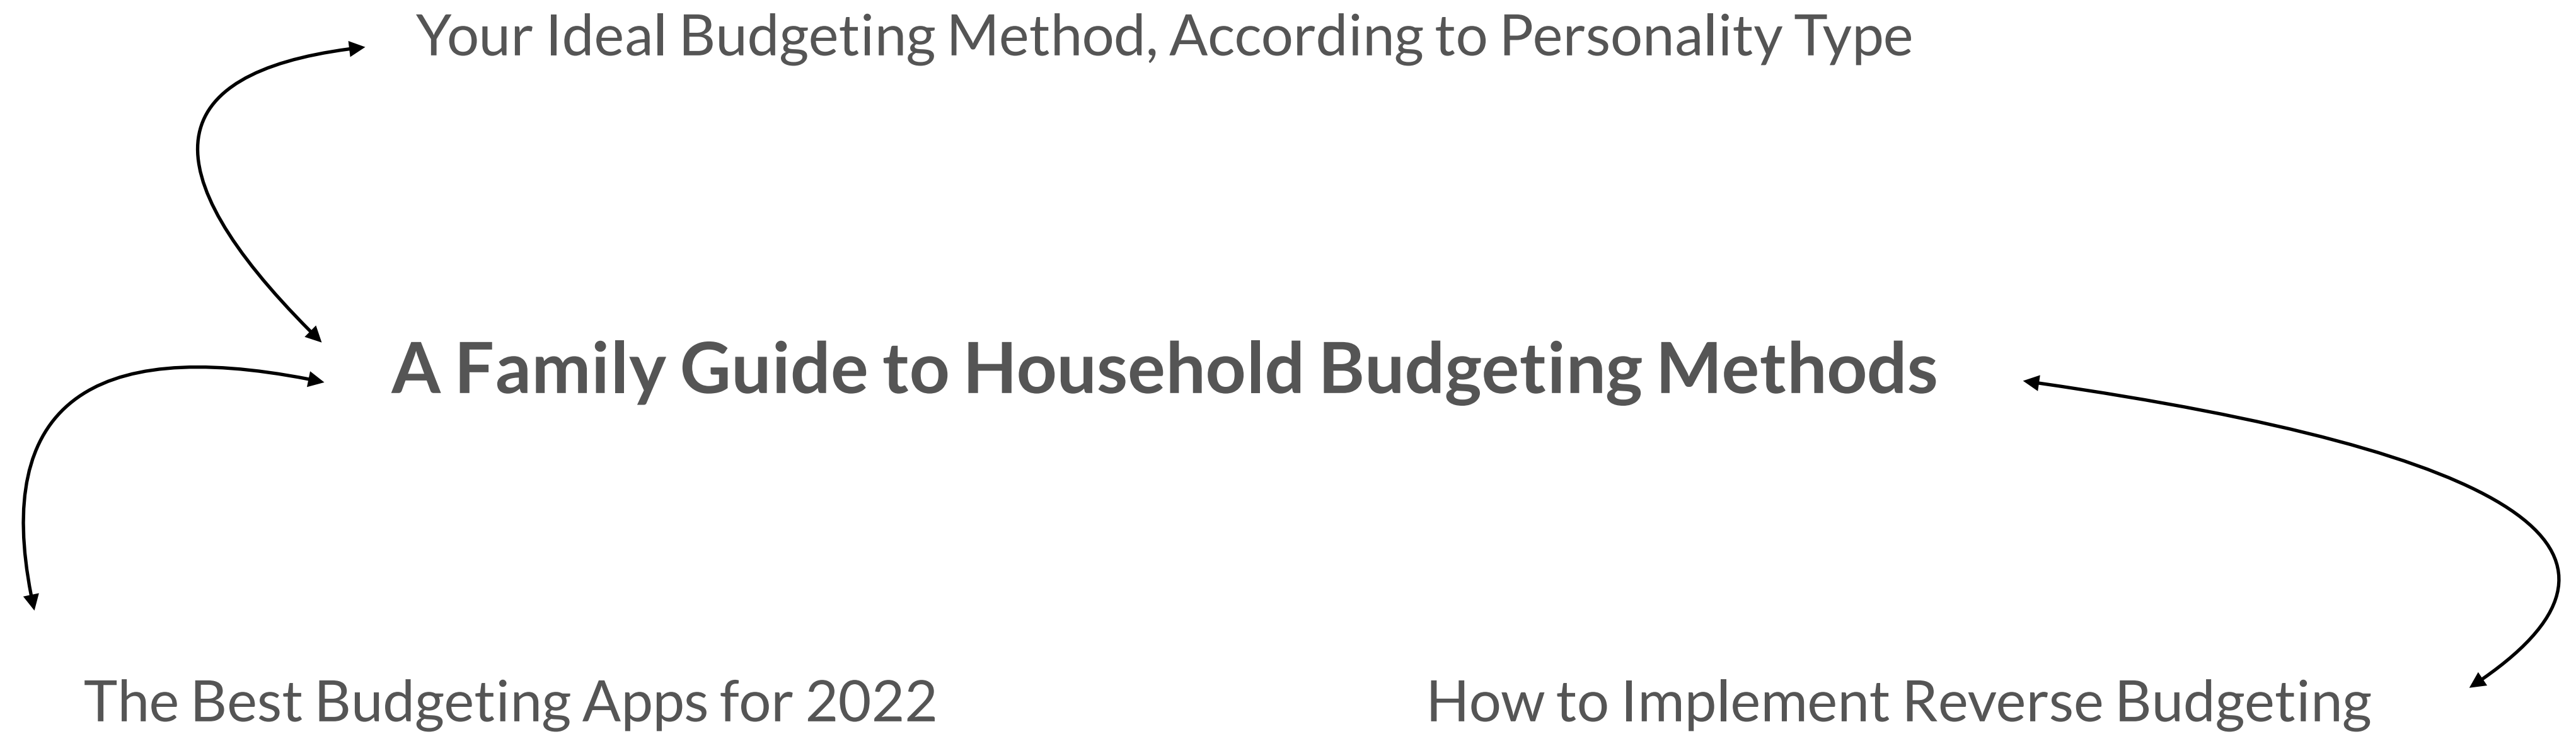 Your Ideal Budgeting Method, According to Personality Type
A Family Guide to Household Budgeting Methods
The Best Budgeting Apps for 2022
How to Implement Reverse Budgeting